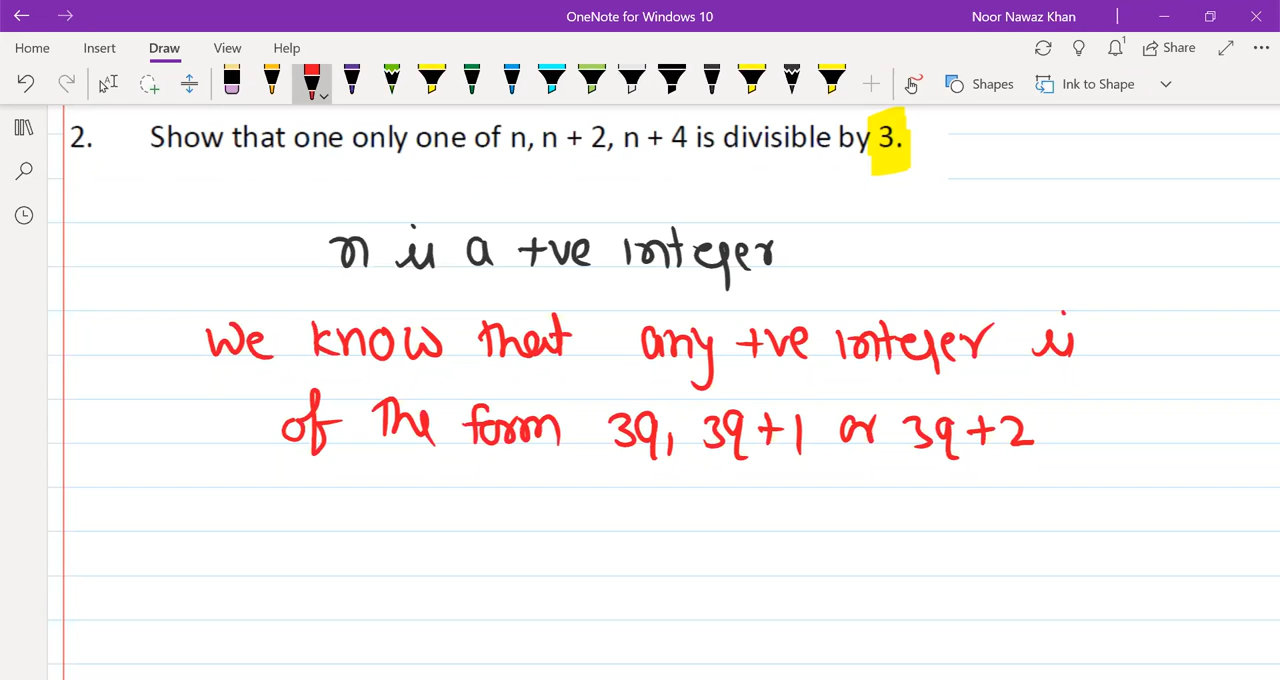 OneNote for Windows 10
Noor Nawaz Khan
Home Insert Draw View Help
1
Share
Shapes
Ink to Shape
2. Show that one only one of n, n + 2, n + 4 is divisible by 3.
n is a +ve integer
we know that any +ve integer is
of the form 3q, 3q+1 or 3q+2